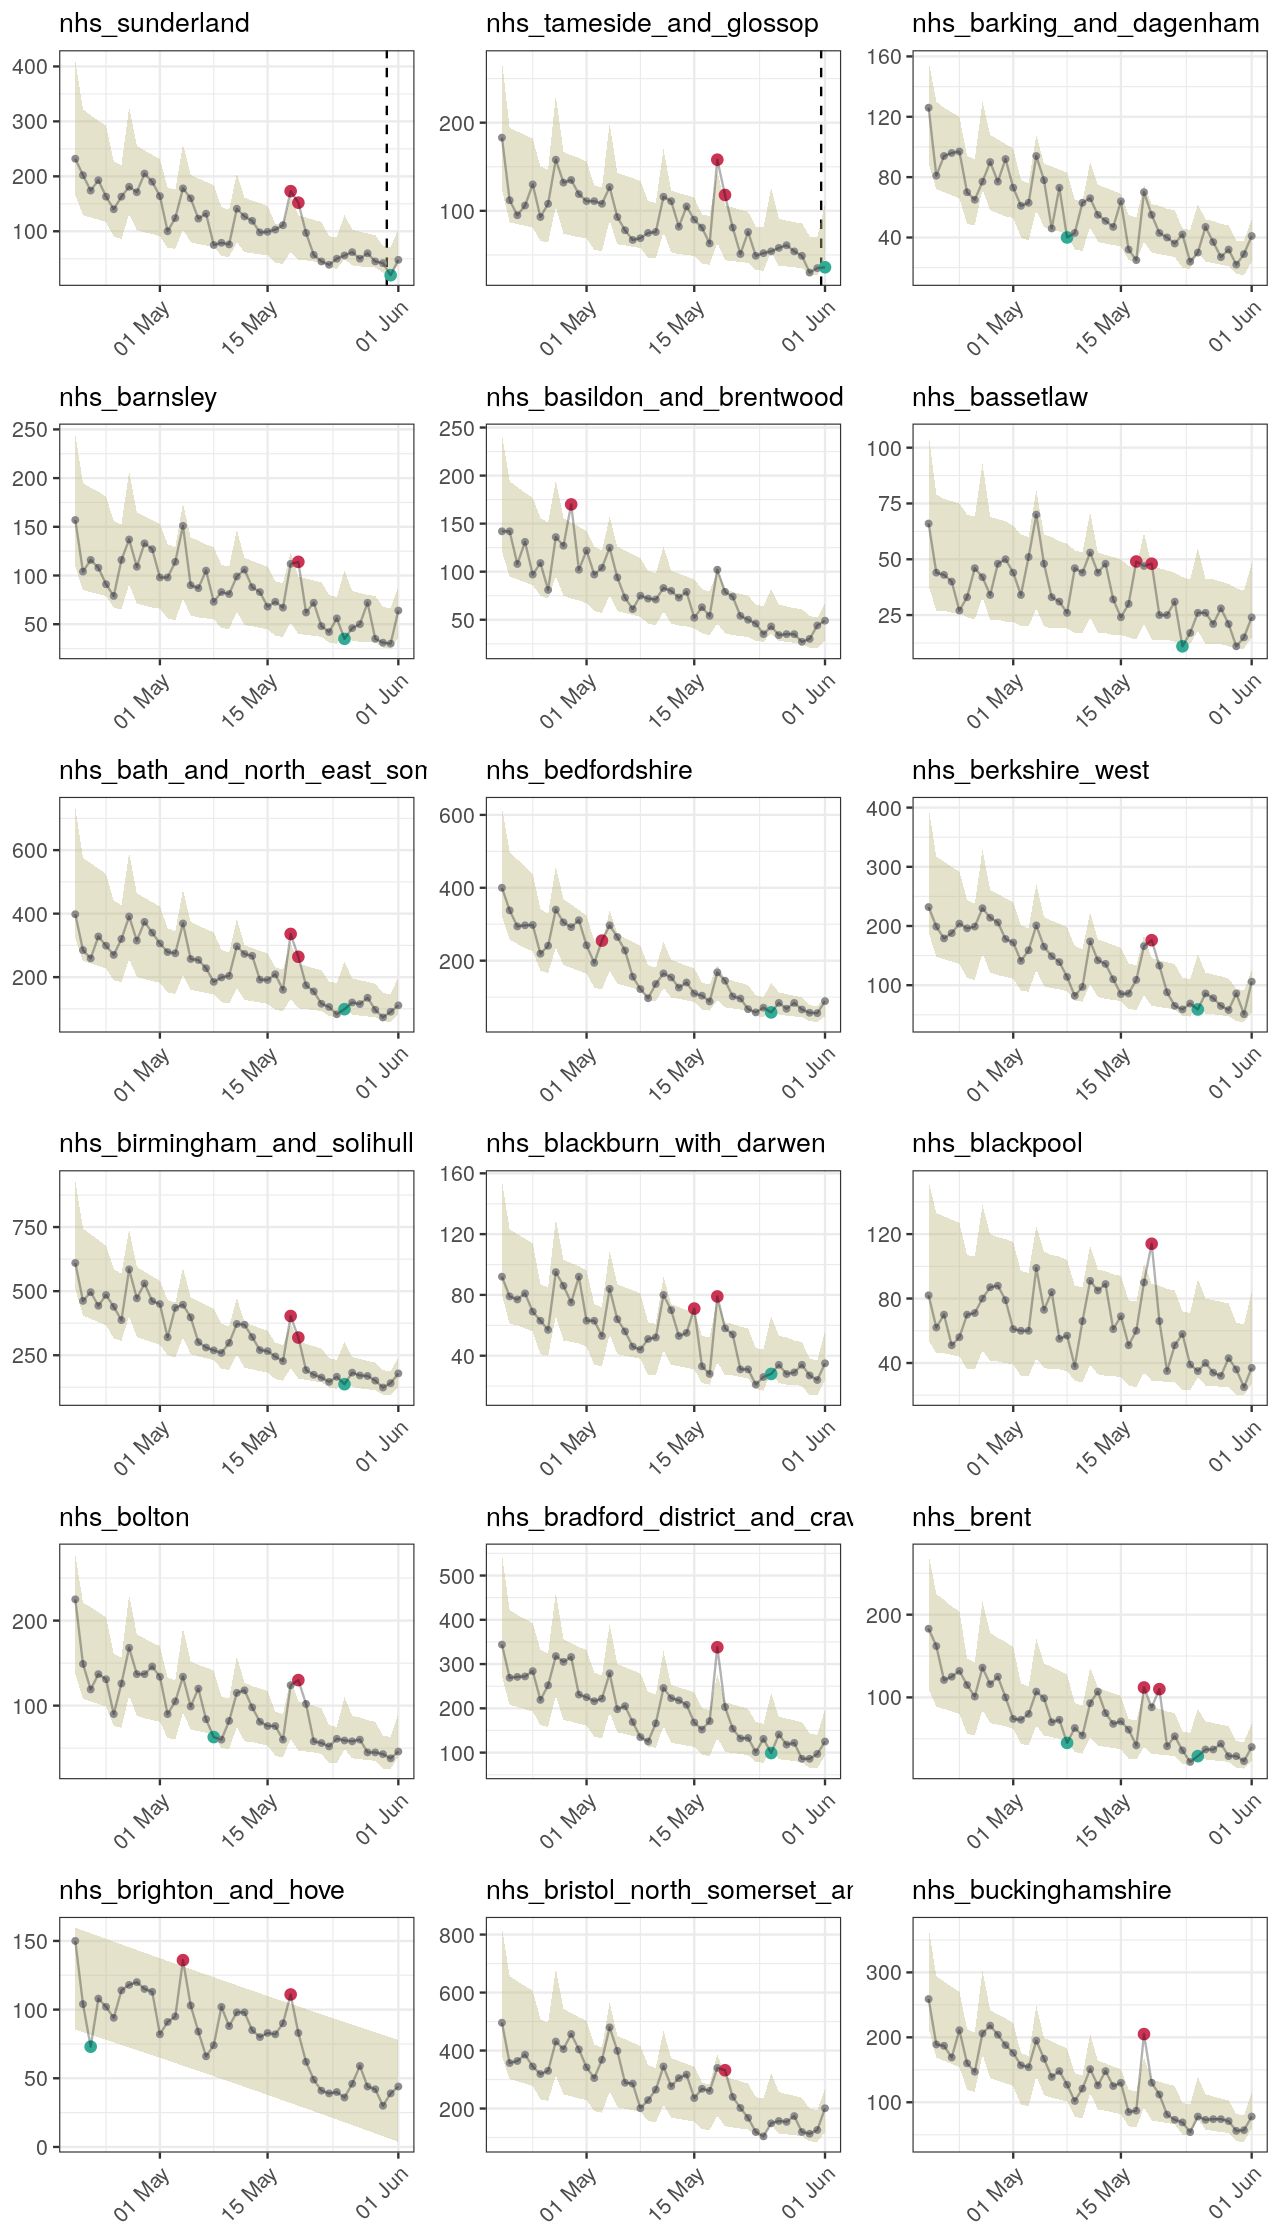 nhs_sunderland
nhs_tameside_and_glossop
nhs_barking_and_dagenham
400
300
200
100
01 May
15 May
01 Jun
200
100
01 May
15 May
01 Jun
160
120
80
40
01 May
15 May
01 Jun
nhs_barnsley
nhs_basildon_and_brentwood
nhs_bassetlaw
250
200
150
100
50
01 May
15 May
01 Jun
250
200
150
100
50
01 May
15 May
01 Jun
100
75
50
25
01 May
15 May
01 Jun
nhs_bath_and_north_east_som
nhs_bedfordshire
nhs_berkshire_west
600
400
200
01 May
15 May
01 Jun
600
400
200
01 May
15 May
01 Jun
400
300
200
100
01 May
15 May
01 Jun
nhs_birmingham_and_solihull
nhs_blackburn_with_darwen
nhs_blackpool
750
500
250
01 May
15 May
01 Jun
160
120
80
40
01 May
15 May
01 Jun
120
80
40
01 May
15 May
01 Jun
nhs_bolton
nhs_bradford_district_and_crav
nhs_brent
200
100
01 May
15 May
01 Jun
500
400
300
200
100
01 May
15 May
01 Jun
200
100
01 May
15 May
01 Jun
nhs_brighton_and_hove
nhs_bristol_north_somerset_an
nhs_buckinghamshire
150
100
50
0
01 May
15 May
01 Jun
800
600
400
200
01 May
15 May
01 Jun
300
200
100
01 May
15 May
01 Jun